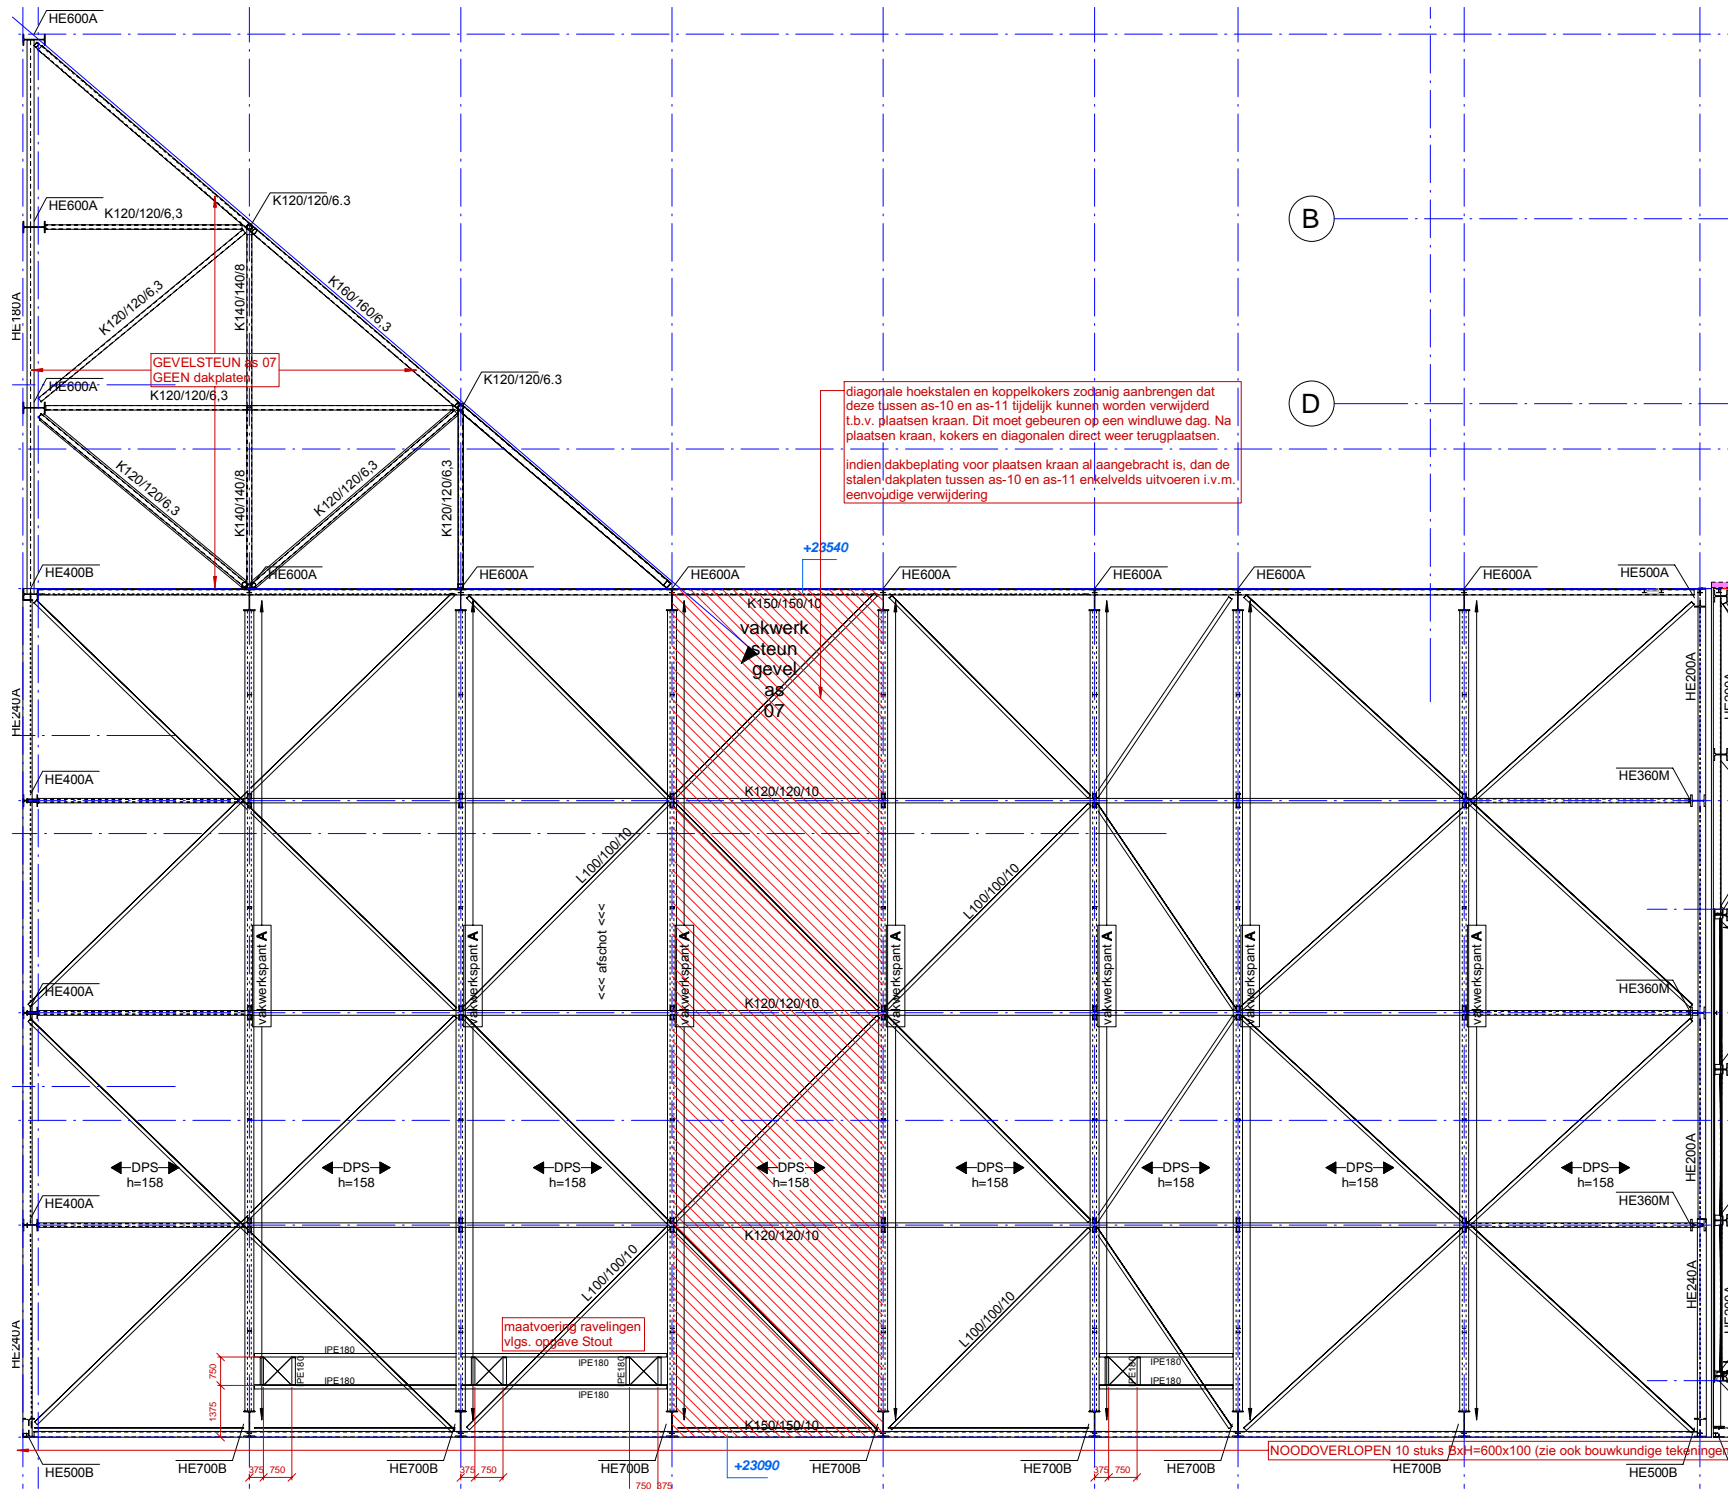 HE600A
HE600A
K120/120/6,3
K120/120/6.3
B
HE180A
K120/120/6,3
K140/140/8
K160/160/6,3
GEVELSTEUN as 07
GEEN dakplaten
HE600A
K120/120/6,3
K120/120/6.3
D
diagonale hoekstalen en koppelkokers zodanig aanbrengen dat
deze tussen as-10 en as-11 tijdelijk kunnen worden verwijderd
t.b.v. plaatsen kraan. Dit moet gebeuren op een windluwe dag. Na
plaatsen kraan, kokers en diagonalen direct weer terugplaatsen.
indien dakbeplating voor plaatsen kraan al aangebracht is, dan de
stalen dakplaten tussen as-10 en as-11 enkelvelds uitvoeren i.v.m.
eenvoudige verwijdering
K120/120/6,3
K140/140/8
K120/120/6,3
K120/120/6,3
+23540
HE400B
HE600A
HE600A
HE600A
HE600A
HE600A
HE600A
HE600A
HE500A
K150/150/10
vakwerk
steun
gevel
as
07
HE240A
HE200A
HE200A
HE400A
K120/120/10
HE360M
L100/100/10
L100/100/10
<<< afschot <<<
vakwerkspant A
vakwerkspant A
vakwerkspant A
vakwerkspant A
vakwerkspant A
vakwerkspant A
vakwerkspant A
HE400A
K120/120/10
HE360M
DPS
h=158
DPS
h=158
DPS
h=158
DPS
h=158
DPS
h=158
DPS
h=158
DPS
h=158
DPS
h=158
HE200A
HE400A
K120/120/10
HE360M
L100/100/10
L100/100/10
HE240A
HE240A
HE200A
maatvoering ravelingen
vlgs. opgave Stout
IPE180
IPE180
IPE180
IPE180
IPE180
IPE180
IPE180
IPE180
IPE180
750
1375
K150/150/10
NOODOVERLOPEN 10 stuks BxH=600x100 (zie ook bouwkundige tekeningen
HE500B
HE700B
HE700B
HE700B
HE700B
HE700B
HE700B
HE700B
HE500B
+23090
375 750
375 750
750 375
375 750